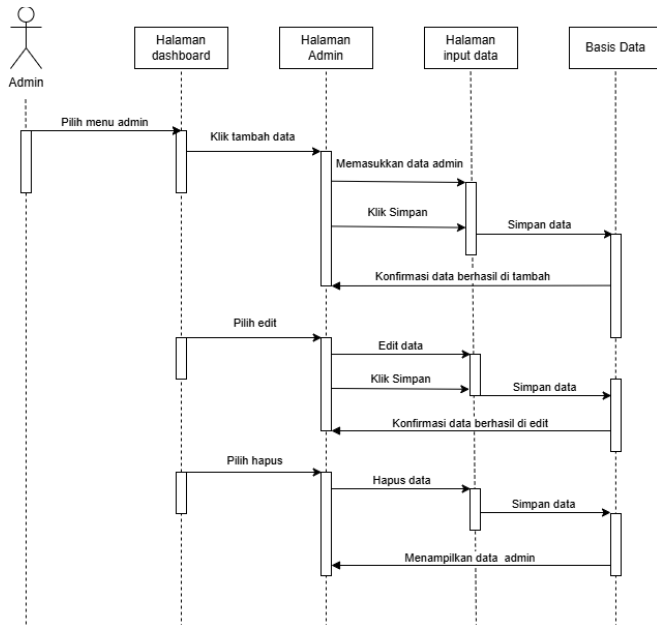 Halaman
dashboard
Halaman
Admin
Halaman
input data
Basis Data
Admin
Pilih menu admin
Klik tambah data
Memasukkan data admin
Klik Simpan
Simpan data
Konfirmasi data berhasil di tambah
Pilih edit
Edit data
Klik Simpan
Simpan data
Konfirmasi data berhasil di edit
Pilih hapus
Hapus data
Simpan data
Menampilkan data admin